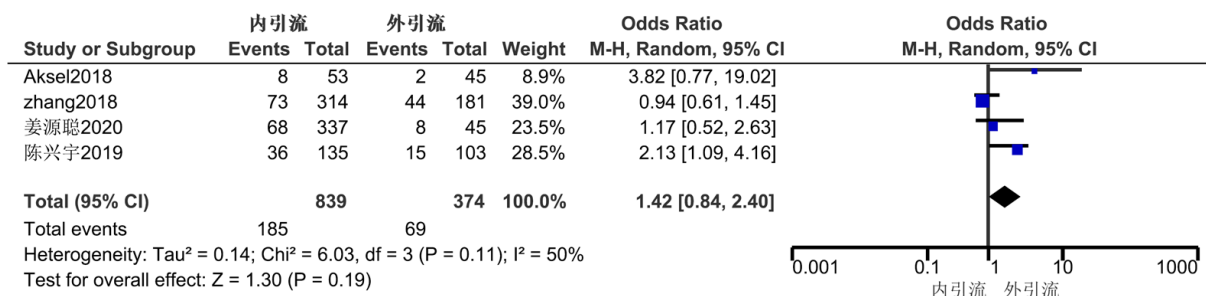 内引流 外引流 Odds Ratio Odds Ratio
Study or Subgroup Events Total Events Total Weight M-H, Random, 95% CI M-H, Random, 95% CI
Aksel2018 8 53 2 45 8.9% 3.82 [0.77, 19.02]
zhang2018 73 314 44 181 39.0% 0.94 [0.61, 1.45]
姜源聪2020 68 337 8 45 23.5% 1.17 [0.52, 2.63]
陈兴宇2019 36 135 15 103 28.5% 2.13 [1.09, 4.16]
Total (95% CI) 839 374 100.0% 1.42 [0.84, 2.40]
Total events 185 69
Heterogeneity: Tau² = 0.14; Chi² = 6.03, df = 3 (P = 0.11); I² = 50%
Test for overall effect: Z = 1.30 (P = 0.19)
0.001 0.1 1 10 1000
内引流 外引流